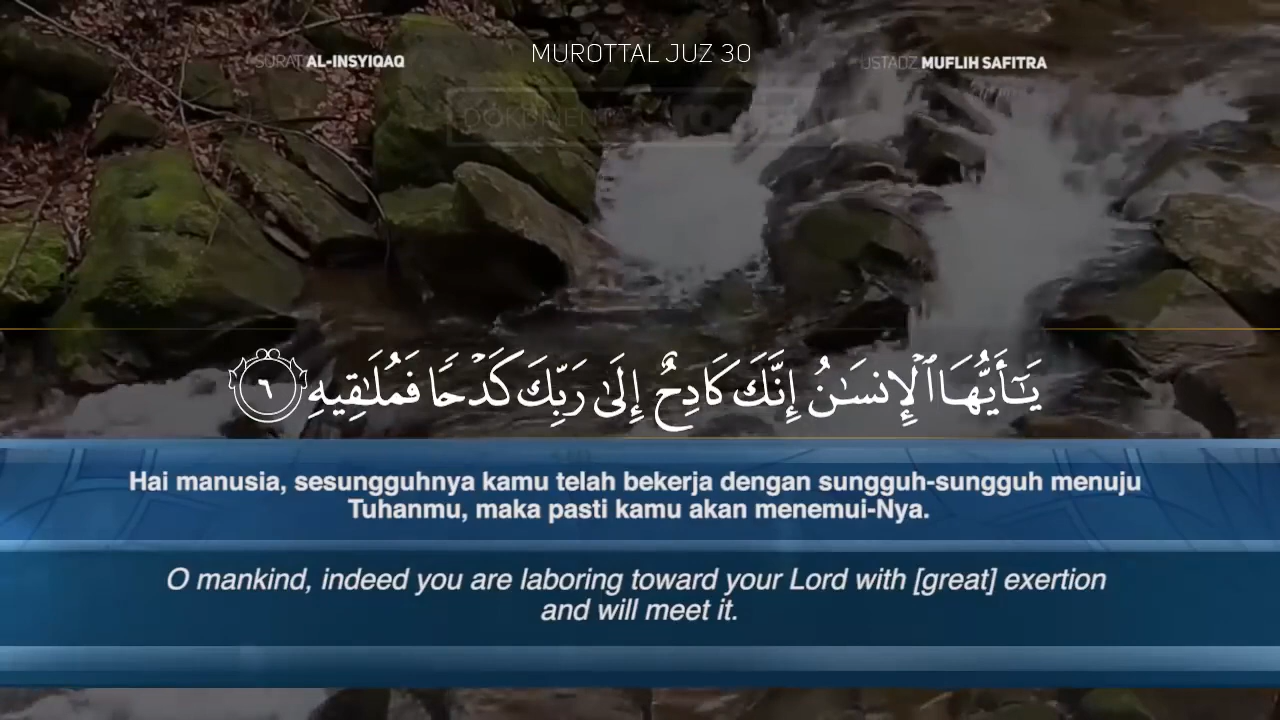 MUROTTAL JUZ 30
SURAT AL-INSYIQAQ
USTADZ MUFLIH SAFITRA
يَـٰٓأَيُّهَا ٱلْإِنسَـٰنُ إِنَّكَ كَادِحٌ إِلَىٰ رَبِّكَ كَدْحًا فَمُلَـٰقِيهِ ٦
Hai manusia, sesungguhnya kamu telah bekerja dengan sungguh-sungguh menuju
Tuhanmu, maka pasti kamu akan menemui-Nya.
O mankind, indeed you are laboring toward your Lord with [great] exertion
and will meet it.